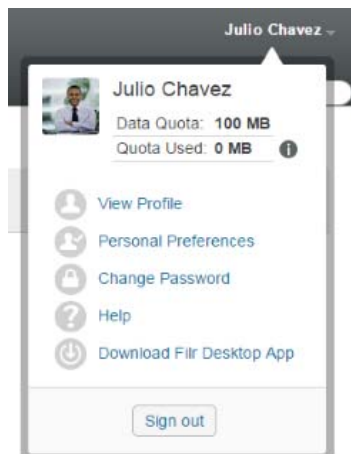 Julio Chavez
Julio Chavez
Data Quota: 100 MB
Quota Used: 0 MB
View Profile
Personal Preferences
Change Password
Help
Download Filr Desktop App
Sign out